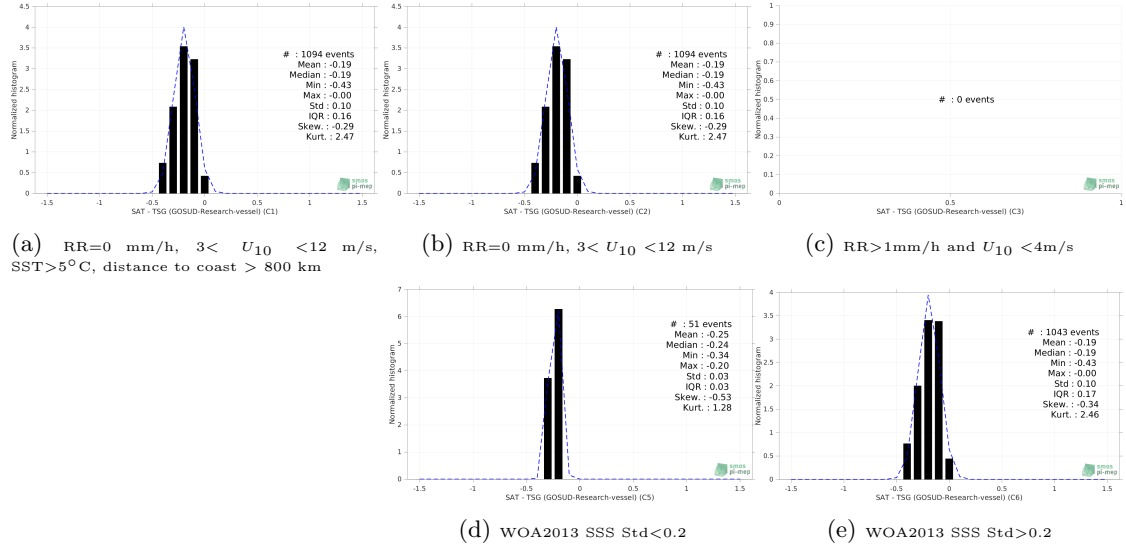 4.5
4
3.5
3
2.5
2
1.5
1
0.5
0
Normalized histogram
# : 1094 events
Mean : -0.19
Median : -0.19
Min : -0.43
Max : -0.00
Std : 0.10
IQR : 0.16
Skew. : -0.29
Kurt. : 2.47
smos
pi-mep
-1.5 -1 -0.5 0 0.5 1 1.5
SAT - TSG (GOSUD-Research-vessel) (C1)
(a) RR=0 mm/h, 3< U10 <12 m/s,
SST>5°C, distance to coast > 800 km
4.5
4
3.5
3
2.5
2
1.5
1
0.5
0
Normalized histogram
# : 1094 events
Mean : -0.19
Median : -0.19
Min : -0.43
Max : -0.00
Std : 0.10
IQR : 0.16
Skew. : -0.29
Kurt. : 2.47
smos
pi-mep
-1.5 -1 -0.5 0 0.5 1 1.5
SAT - TSG (GOSUD-Research-vessel) (C2)
(b) RR=0 mm/h, 3< U10 <12 m/s
1
0.9
0.8
0.7
0.6
0.5
0.4
0.3
0.2
0.1
0
Normalized histogram
# : 0 events
smos
pi-mep
0 0.5 1
SAT - TSG (GOSUD-Research-vessel) (C3)
(c) RR>1mm/h and U10 <4m/s
7
6
5
4
3
2
1
0
Normalized histogram
# : 51 events
Mean : -0.25
Median : -0.24
Min : -0.34
Max : -0.20
Std : 0.03
IQR : 0.03
Skew. : -0.53
Kurt. : 1.28
smos
pi-mep
-1.5 -1 -0.5 0 0.5 1 1.5
SAT - TSG (GOSUD-Research-vessel) (C5)
(d) WOA2013 SSS Std<0.2
4
3.5
3
2.5
2
1.5
1
0.5
0
Normalized histogram
# : 1043 events
Mean : -0.19
Median : -0.19
Min : -0.43
Max : -0.00
Std : 0.10
IQR : 0.17
Skew. : -0.34
Kurt. : 2.46
smos
pi-mep
-1.5 -1 -0.5 0 0.5 1 1.5
SAT - TSG (GOSUD-Research-vessel) (C6)
(e) WOA2013 SSS Std>0.2